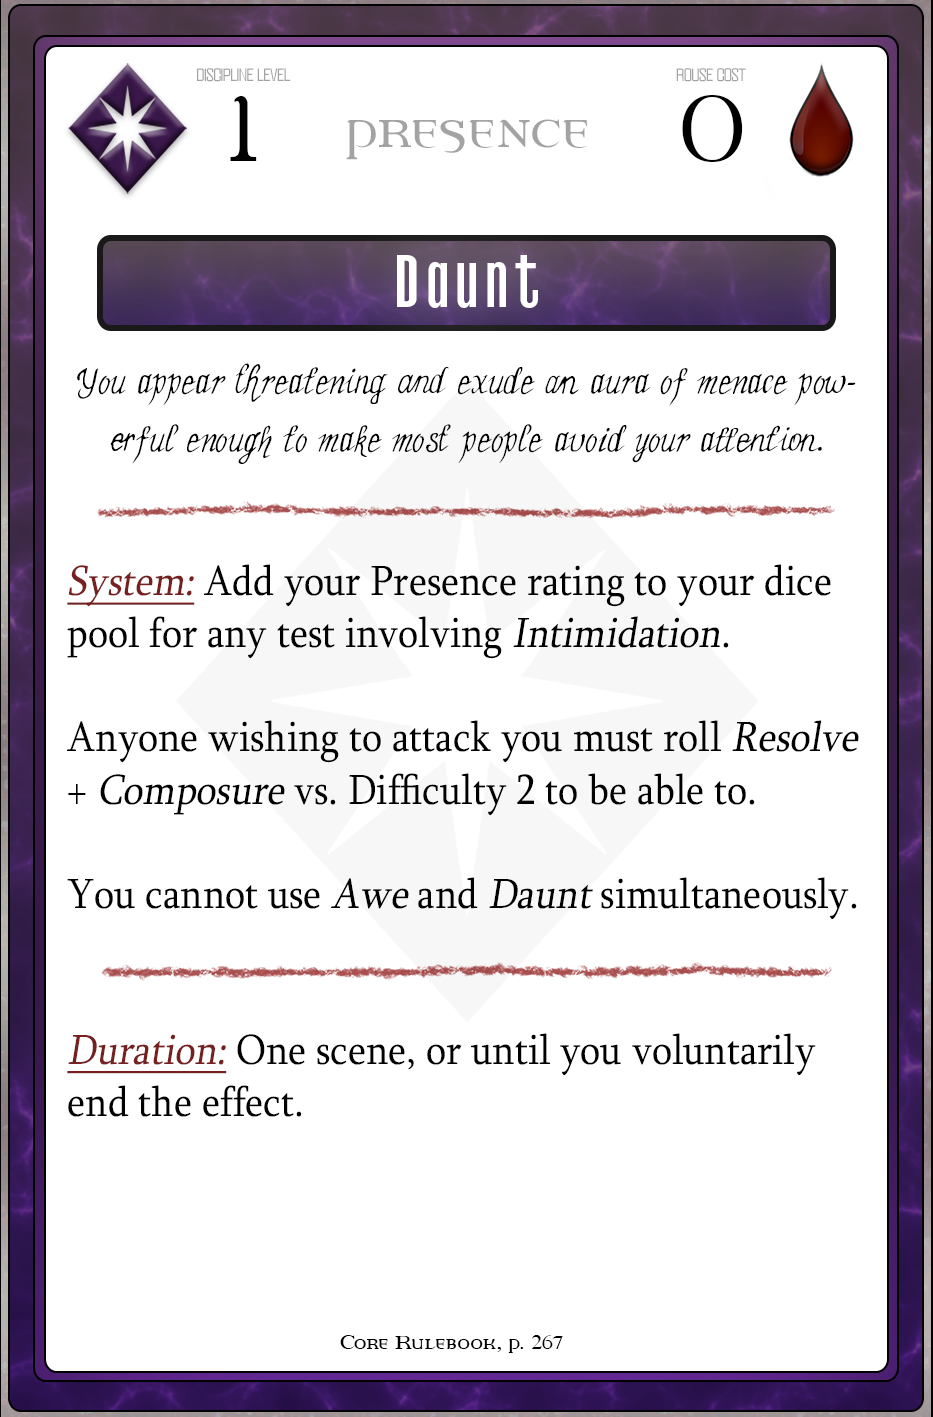 DISCIPLINE LEVEL
1
PRESENCE
ROUSE COST
0
Daunt
You appear threatening and exude an aura of menace pow-
erful enough to make most people avoid your attention.
System: Add your Presence rating to your dice
pool for any test involving Intimidation.
Anyone wishing to attack you must roll Resolve
+ Composure vs. Difficulty 2 to be able to.
You cannot use Awe and Daunt simultaneously.
Duration: One scene, or until you voluntarily
end the effect.
Core Rulebook, p. 267